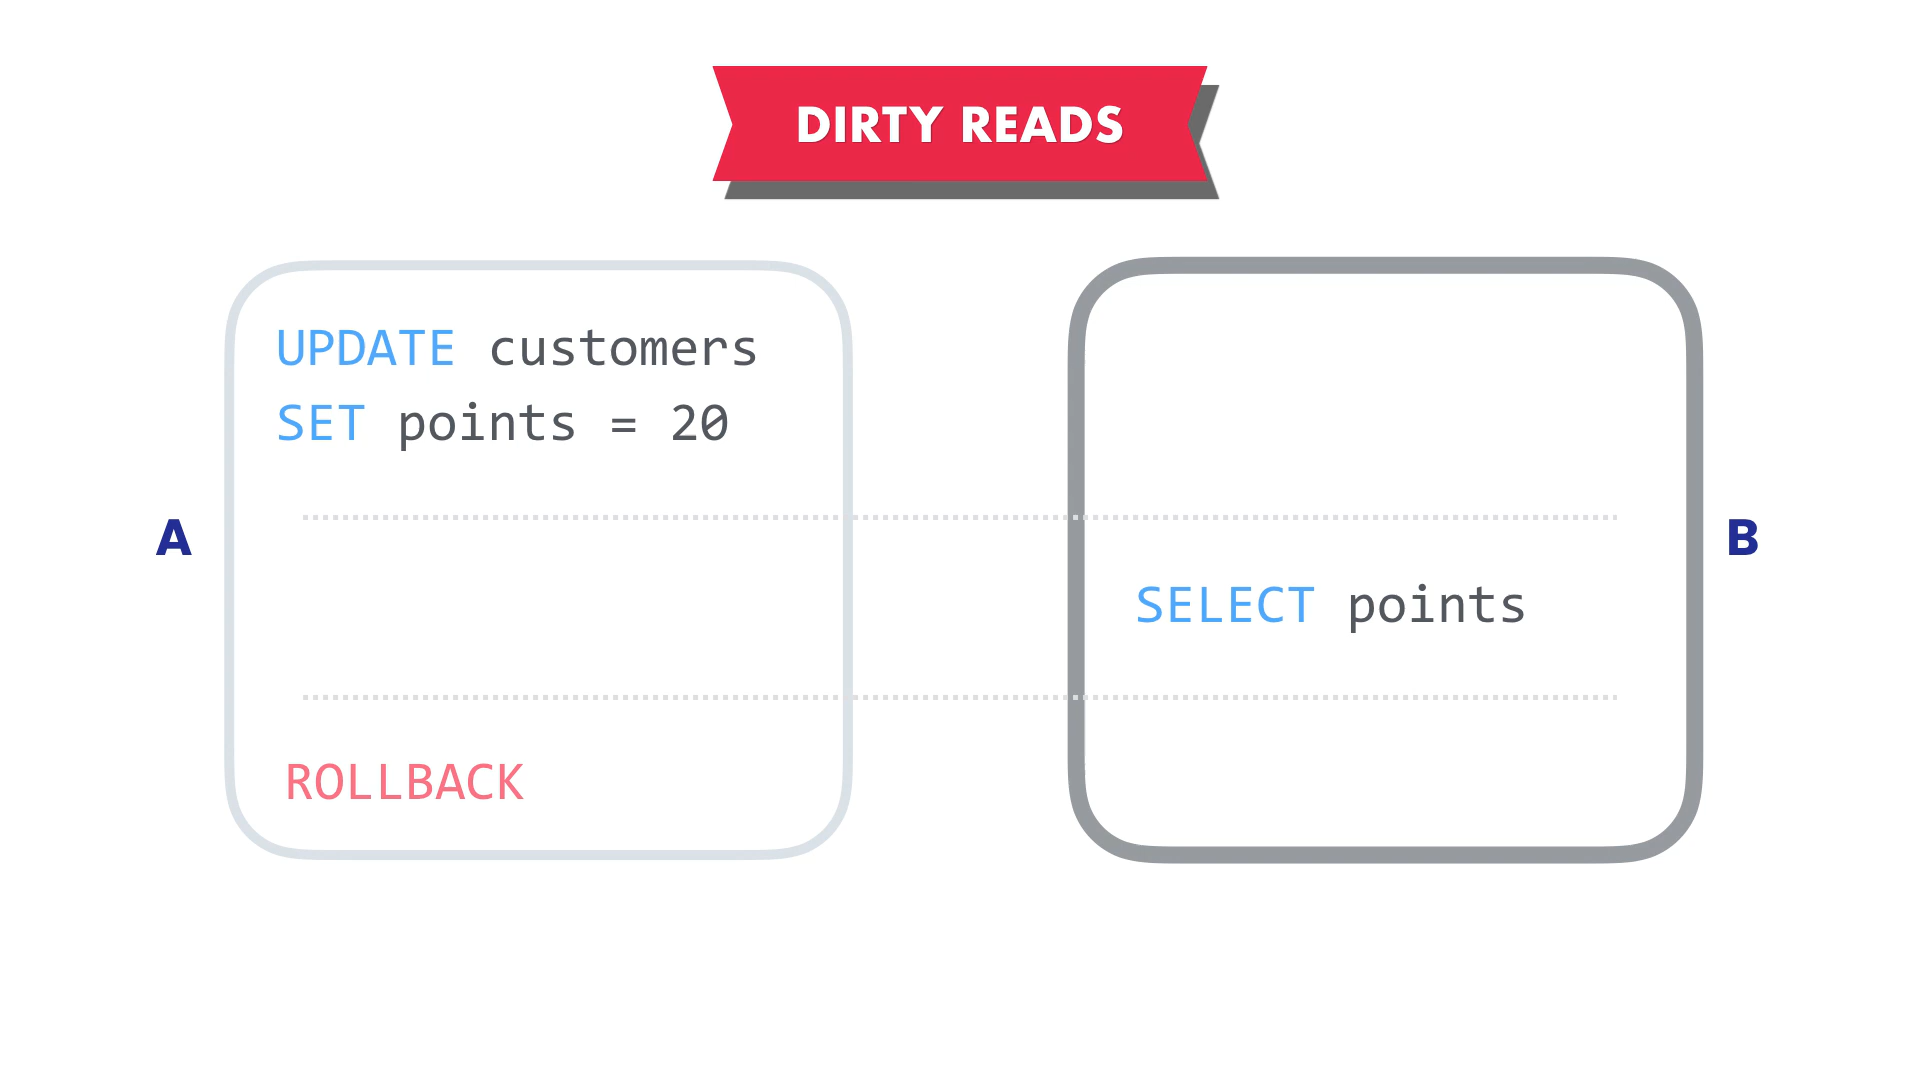 DIRTY READS
UPDATE customers
SET points = 20
A
B
SELECT points
ROLLBACK